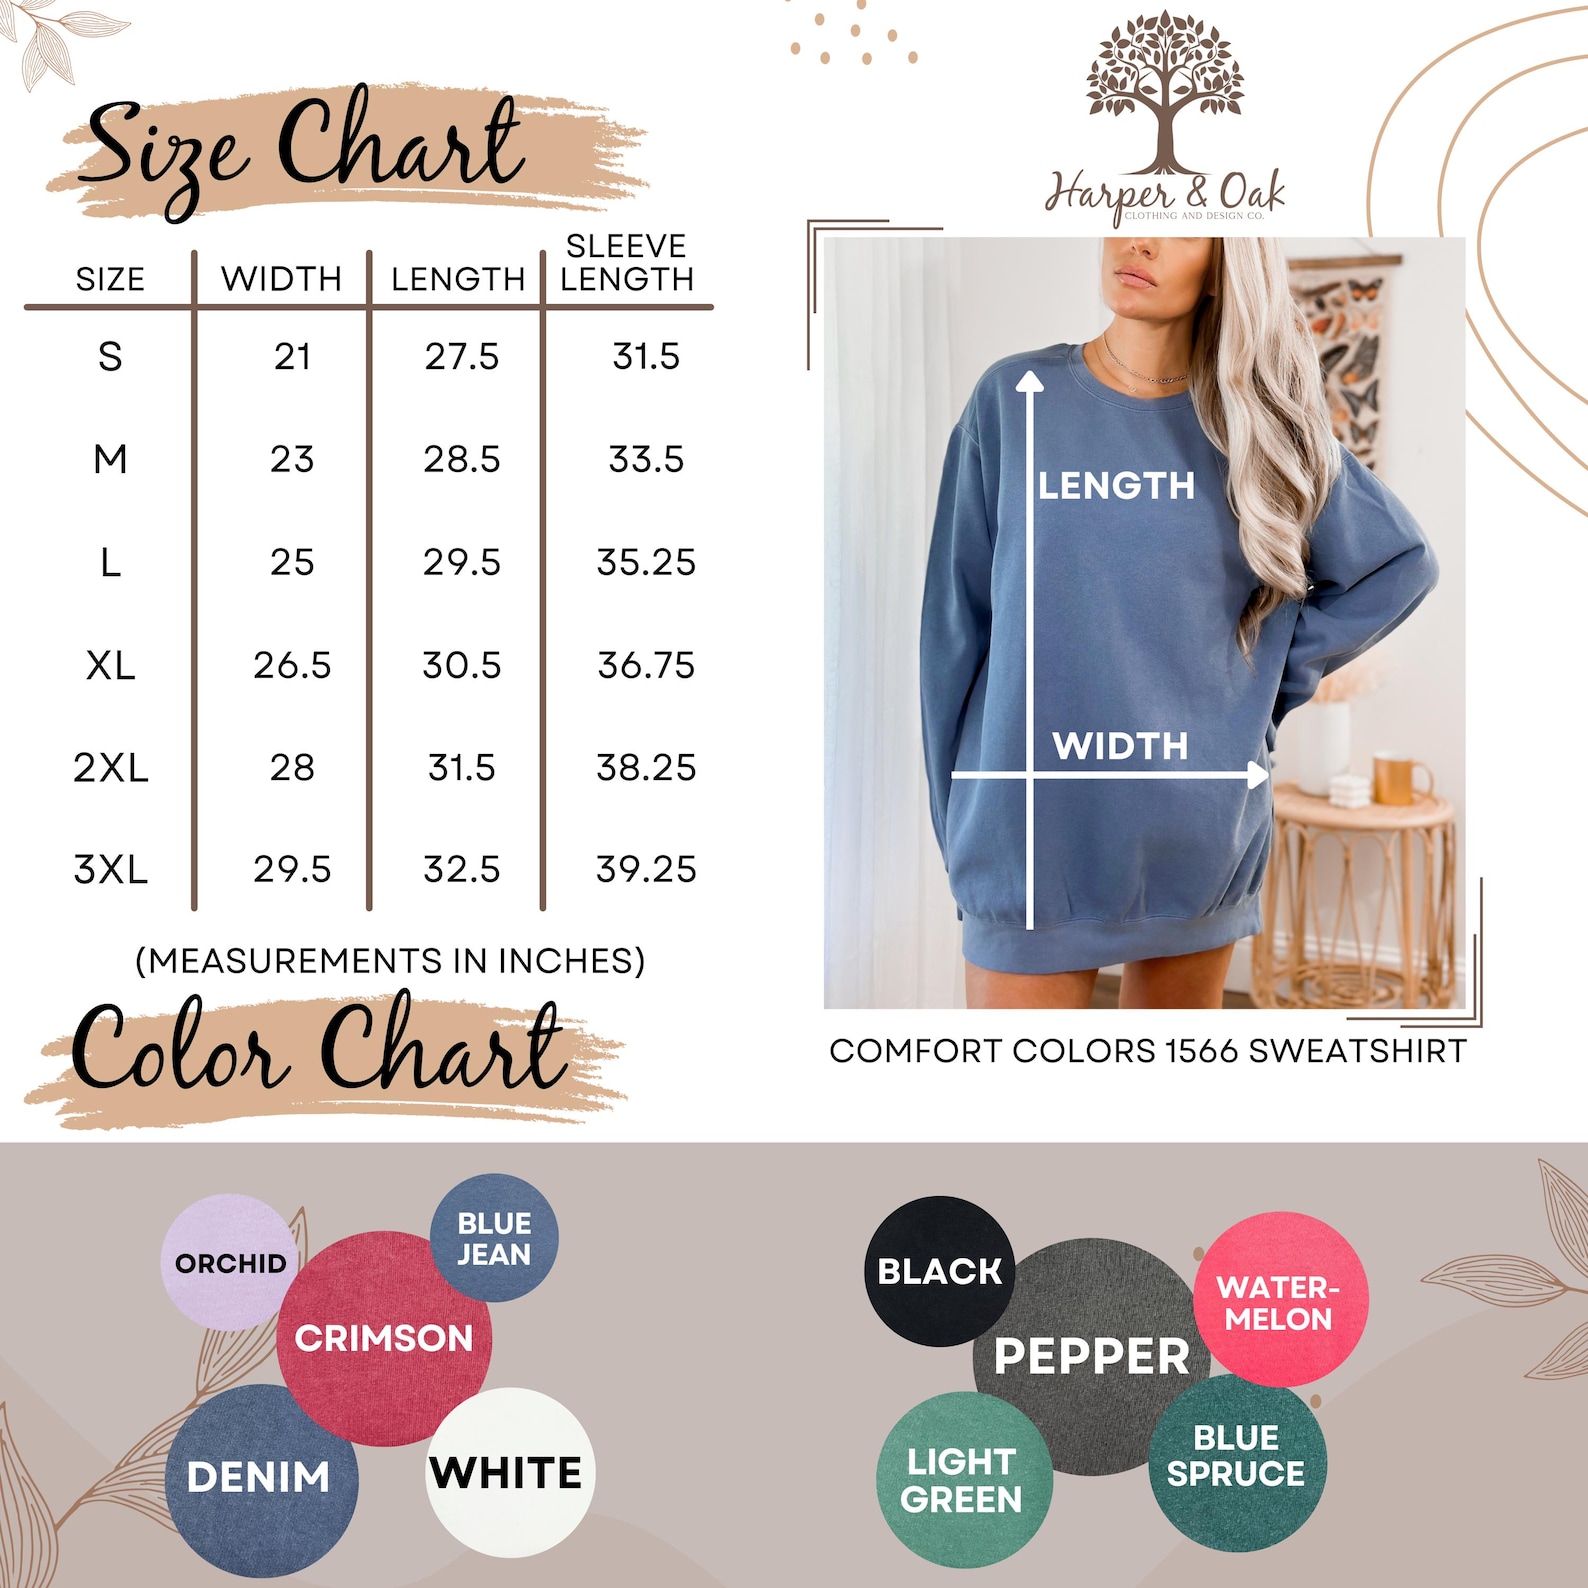 Size Chart
SIZE WIDTH LENGTH SLEEVE LENGTH
S 21 27.5 31.5
M 23 28.5 33.5
L 25 29.5 35.25
XL 26.5 30.5 36.75
2XL 28 31.5 38.25
3XL 29.5 32.5 39.25
(MEASUREMENTS IN INCHES)
Harper & Oak
CLOTHING AND DESIGN CO.
LENGTH
WIDTH
COMFORT COLORS 1566 SWEATSHIRT
Color Chart
ORCHID
BLUE
JEAN
CRIMSON
DENIM
WHITE
BLACK
PEPPER
WATER-
MELON
LIGHT
GREEN
BLUE
SPRUCE